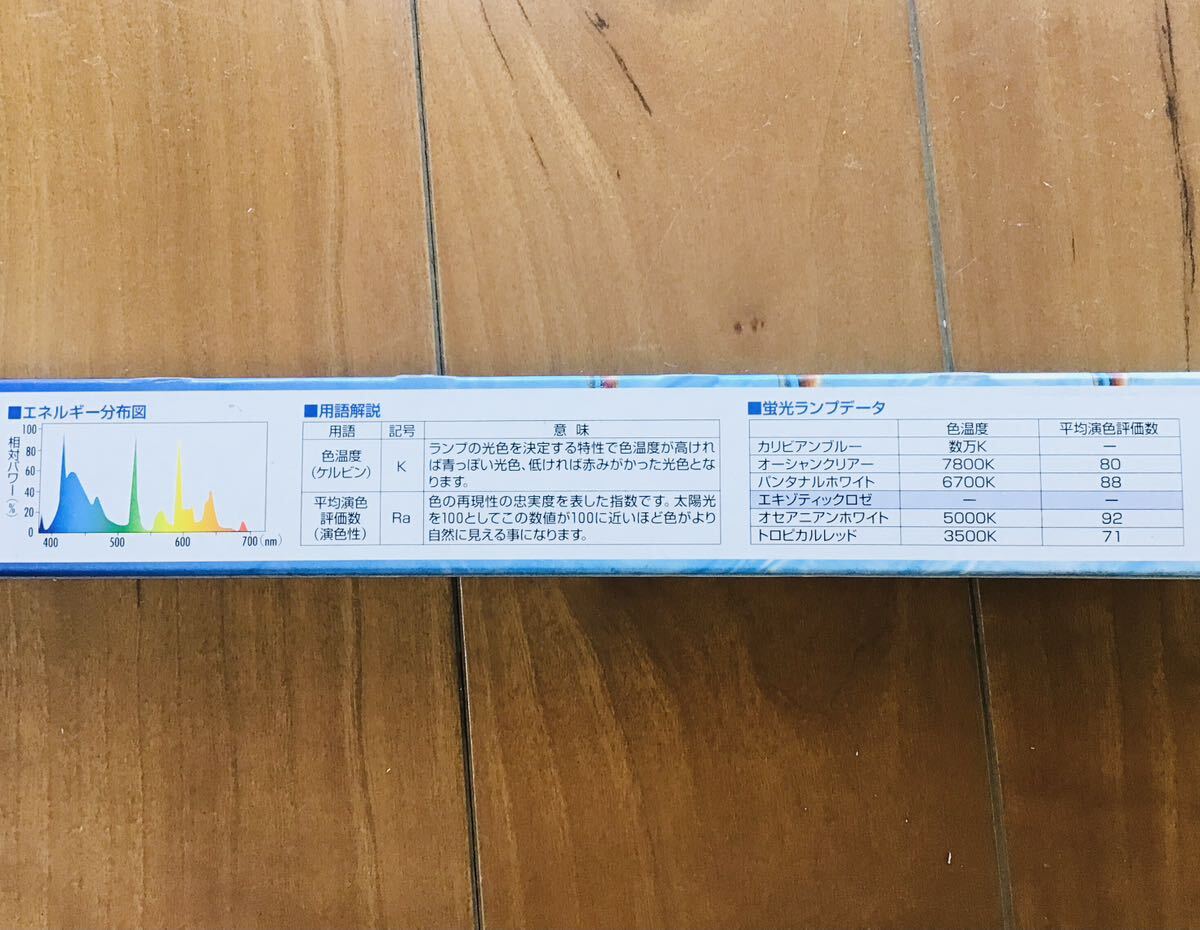 ■エネルギー分布図
相対パワー(%)
100
80
60
40
20
0
400 500 600 700(nm)
■用語解説
用語 記号 意 味
色温度
(ケルビン)
K
ランプの光色を決定する特性で色温度が高けれ
ば青っぽい光色、低ければ赤みがかった光色とな
ります。
平均演色
評価数
(演色性)
Ra
色の再現性の忠実度を表した指数です。太陽光
を100としてこの数値が100に近いほど色がより
自然に見える事になります。
■蛍光ランプデータ
色温度 平均演色評価数
カリビアンブルー 数万K ー
オーシャンクリアー 7800K 80
パンタナルホワイト 6700K 88
エキゾティックロゼ ー ー
オセアニアンホワイト 5000K 92
トロピカルレッド 3500K 71